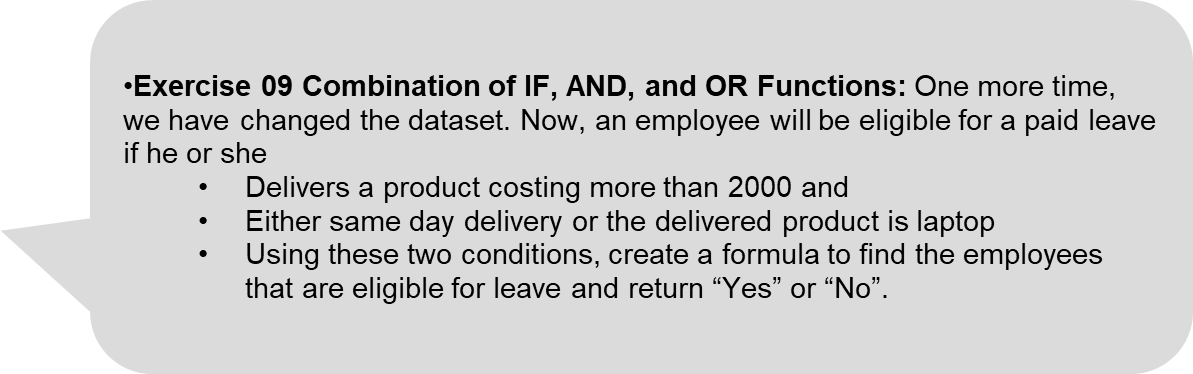 •Exercise 09 Combination of IF, AND, and OR Functions: One more time,
we have changed the dataset. Now, an employee will be eligible for a paid leave
if he or she
• Delivers a product costing more than 2000 and
• Either same day delivery or the delivered product is laptop
• Using these two conditions, create a formula to find the employees
that are eligible for leave and return “Yes” or “No”.